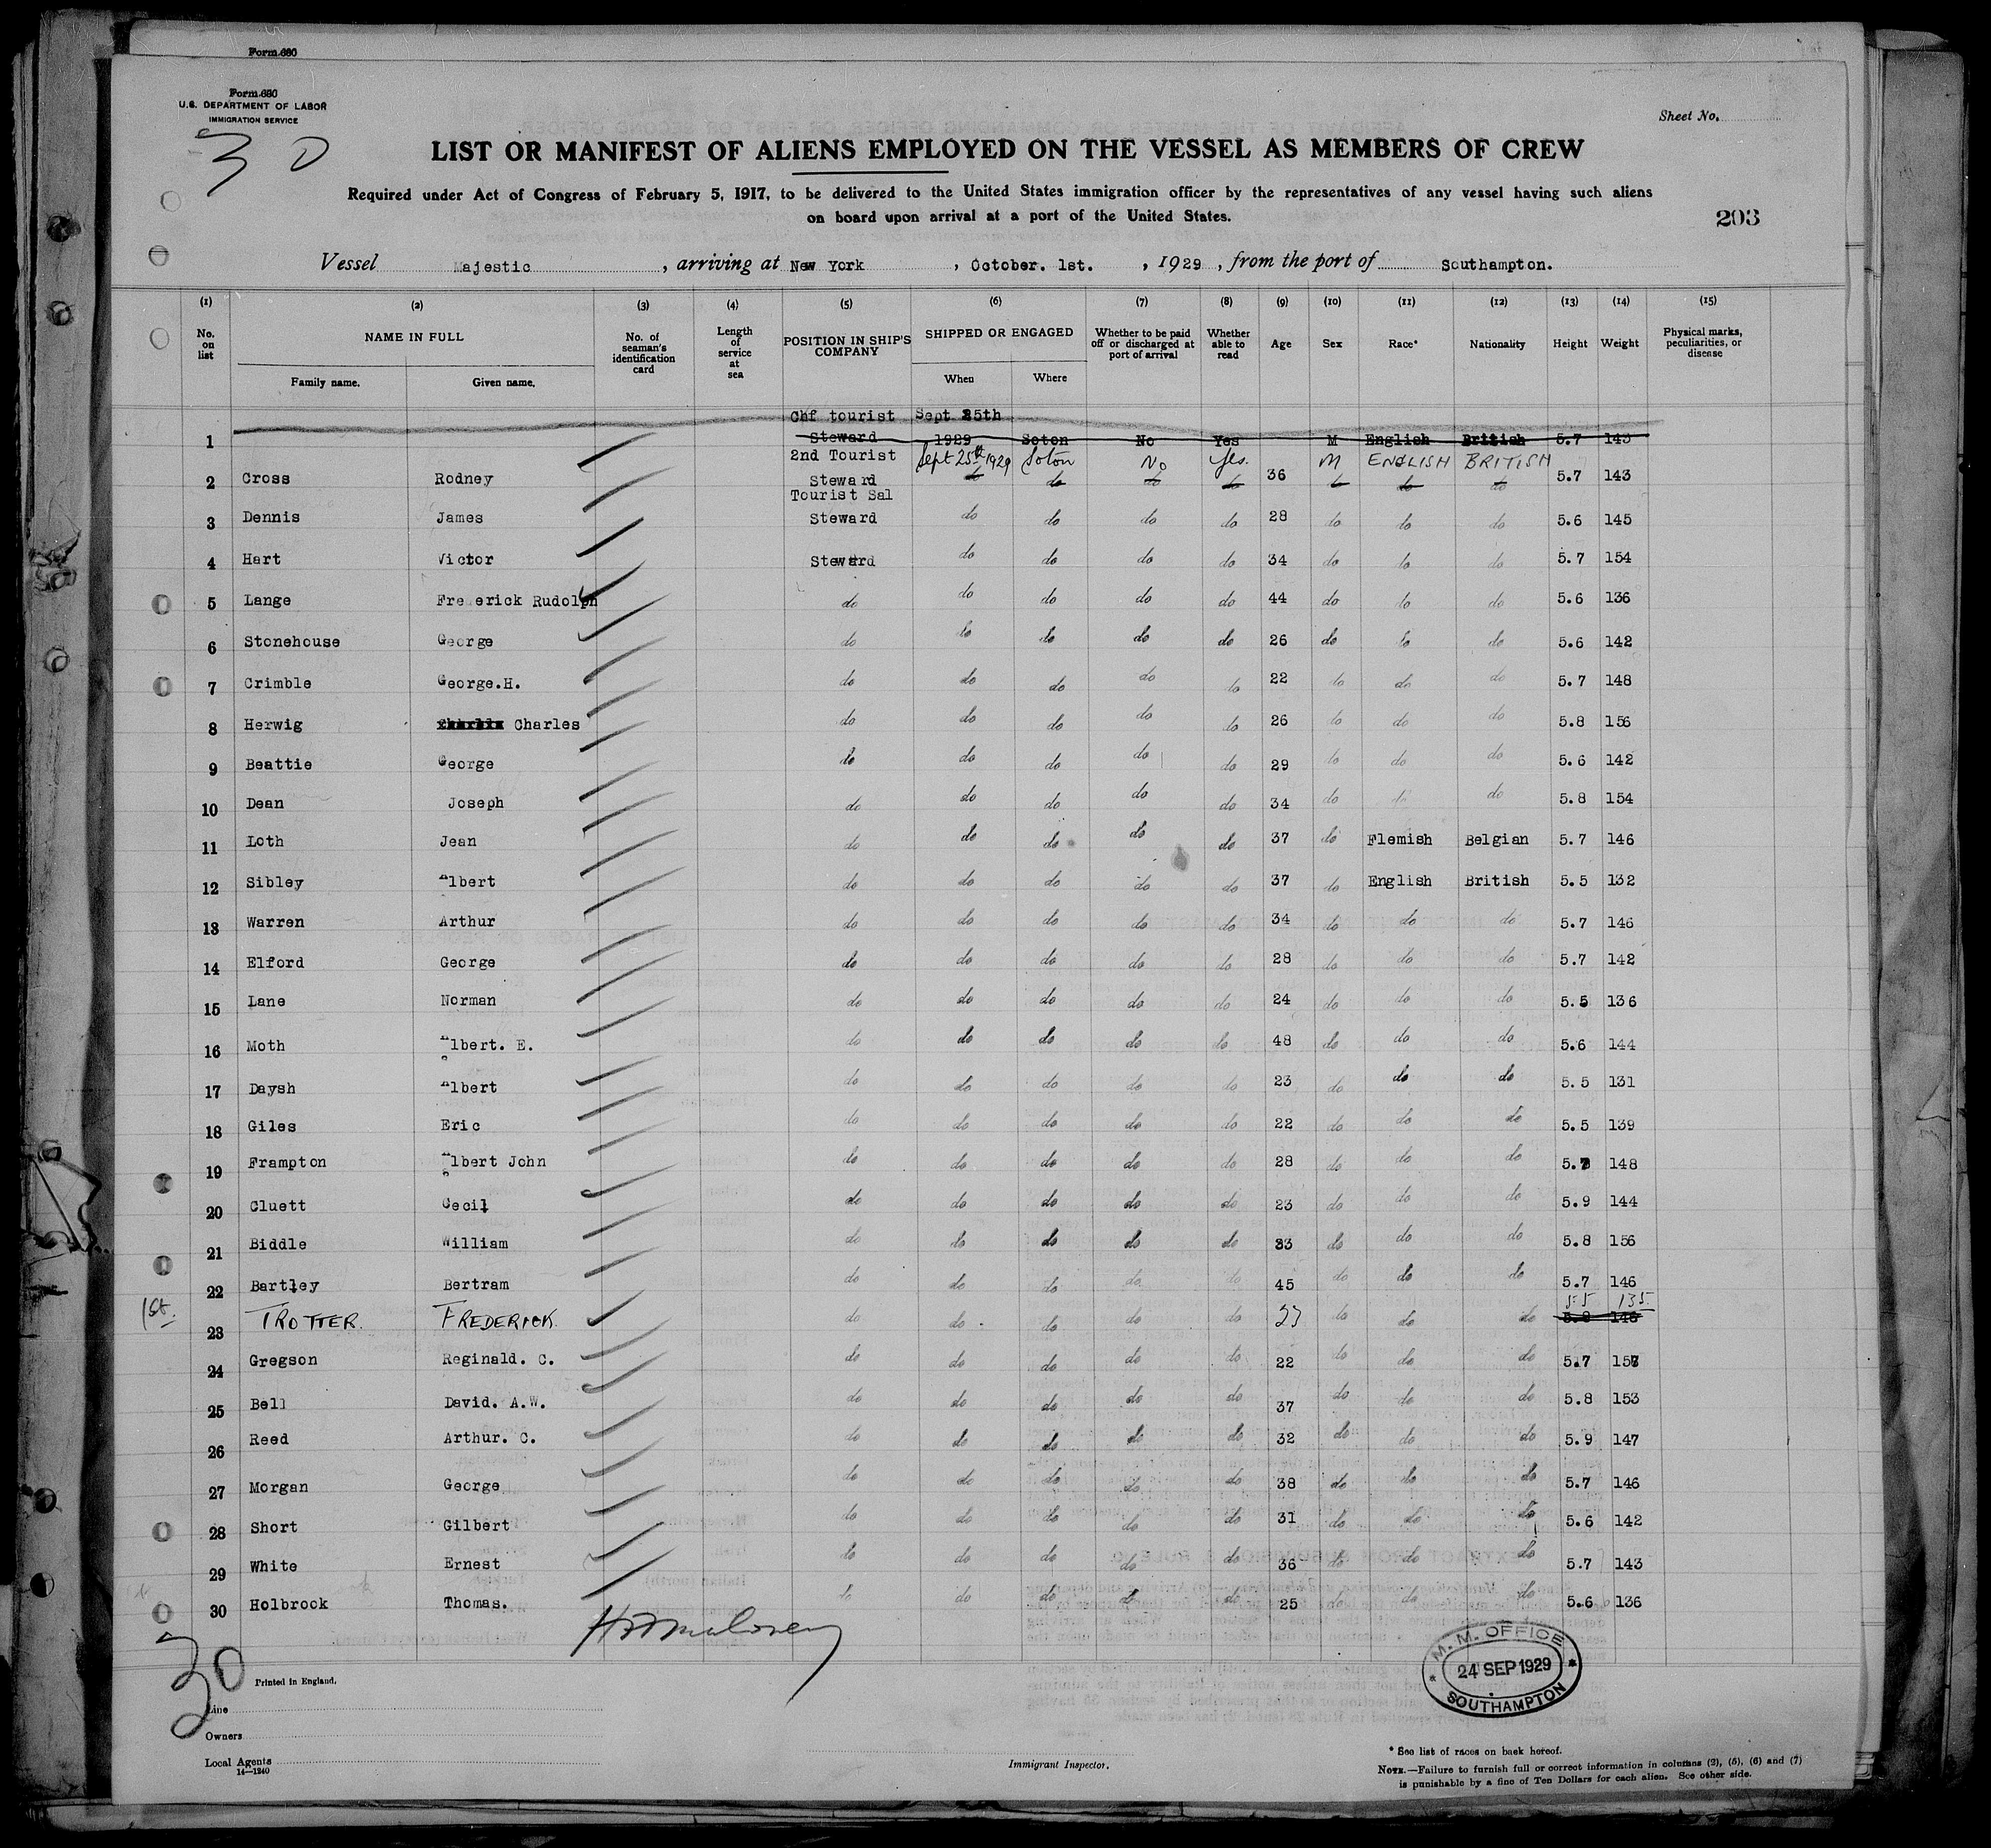 Form 680
Form 680
U.S. DEPARTMENT OF LABOR
IMMIGRATION SERVICE
Sheet No.
30
LIST OR MANIFEST OF ALIENS EMPLOYED ON THE VESSEL AS MEMBERS OF CREW
Required under Act of Congress of February 5, 1917, to be delivered to the United States immigration officer by the representatives of any vessel having such aliens
on board upon arrival at a port of the United States.
203
Vessel Majestic, arriving at New York, October. 1st., 1929, from the port of Southampton.
(1) (2) (3) (4) (5) (6) (7) (8) (9) (10) (11) (12) (13) (14) (15)
No. on list NAME IN FULL Family name. Given name. No. of seaman's identification card Length of service at sea POSITION IN SHIP'S COMPANY SHIPPED OR ENGAGED When Where Whether to be paid off or discharged at port of arrival Whether able to read Age Sex Race* Nationality Height Weight Physical marks, peculiarities, or disease
Chf tourist Sept 25th
1 Steward 1929 Soton No Yes M English British 5.7 143
2nd Tourist Sept 25th 1929 Soton No Yes. M ENGLISH BRITISH
2 Cross Rodney Steward do do do do 36 do do do 5.7 143
Tourist Sal
3 Dennis James Steward do do do do 28 do do do 5.6 145
4 Hart Victor Steward do do do do 34 do do do 5.7 154
5 Lange Frederick Rudolph do do do do do 44 do do do 5.6 136
6 Stonehouse George do do do do do 26 do do do 5.6 142
7 Crimble George.H. do do do do do 22 do do do 5.7 148
8 Herwig Charles do do do do do 26 do do do 5.8 156
9 Beattie George do do do do do 29 do do do 5.6 142
10 Dean Joseph do do do do do 34 do do do 5.8 154
11 Loth Jean do do do do do 37 do Flemish Belgian 5.7 146
12 Sibley Albert do do do do do 37 do English British 5.5 132
13 Warren Arthur do do do do do 34 do do do 5.7 146
14 Elford George do do do do do 28 do do do 5.7 142
15 Lane Norman do do do do do 24 do do do 5.5 136
16 Moth Albert. E. do do do do do 48 do do do 5.6 144
17 Daysh Albert do do do do do 23 do do do 5.5 131
18 Giles Eric do do do do do 22 do do do 5.5 139
19 Frampton Albert John do do do do do 28 do do do 5.7 148
20 Cluett Cecil do do do do do 23 do do do 5.9 144
21 Biddle William do do do do do 33 do do do 5.8 156
22 Bartley Bertram do do do do do 45 do do do 5.7 146
5.5 135
1st. 23 TROTTER. FREDERICK. do do do do do 23 do do do 5.8 146
24 Gregson Reginald. C. do do do do do 22 do do do 5.7 157
25 Bell David. A.W. do do do do do 37 do do do 5.8 153
26 Reed Arthur. C. do do do do do 32 do do do 5.9 147
27 Morgan George do do do do do 38 do do do 5.7 146
28 Short Gilbert do do do do do 31 do do do 5.6 142
29 White Ernest do do do do do 36 do do do 5.7 143
30 Holbrook Thomas. do do do do do 25 do do do 5.6 136
M. M. OFFICE
24 SEP 1929
SOUTHAMPTON
30
Printed in England.
Line
Owners
Local Agents
14—1240
Immigrant Inspector.
* See list of races on back hereof.
NOTE.—Failure to furnish full or correct information in columns (2), (5), (6) and (7)
is punishable by a fine of Ten Dollars for each alien. See other side.